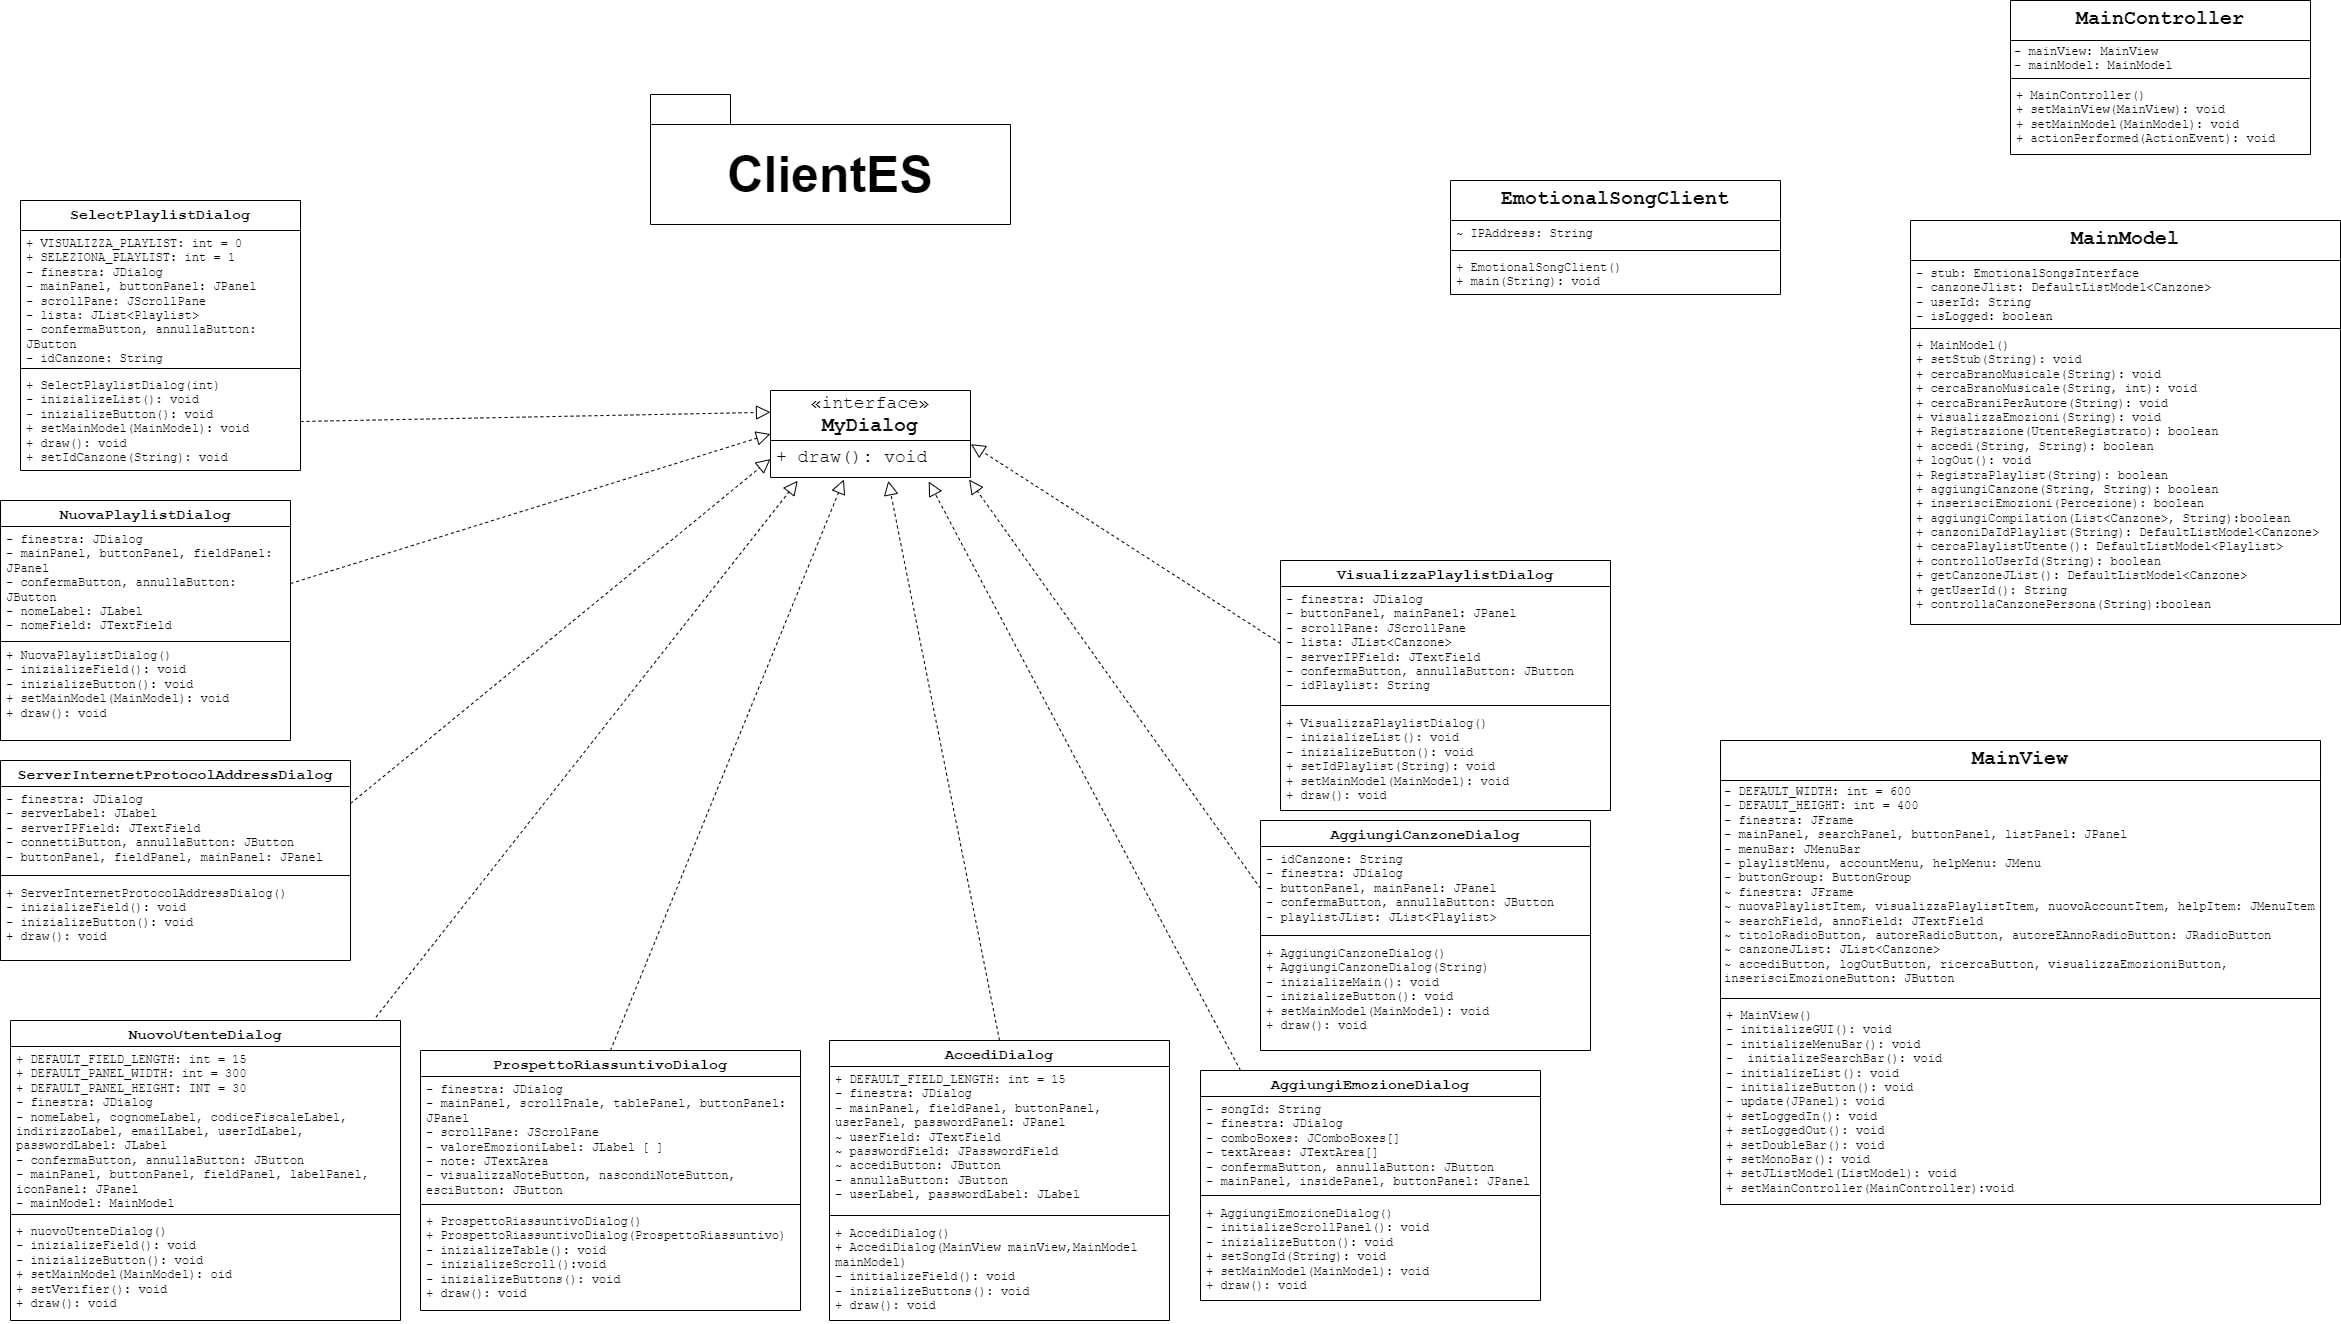 MainController
- mainView: MainView
- mainModel: MainModel
+ MainController()
+ setMainView(MainView): void
+ setMainModel(MainModel): void
+ actionPerformed(ActionEvent): void
ClientES
EmotionalSongClient
~ IPAddress: String
+ EmotionalSongClient()
+ main(String): void
MainModel
- stub: EmotionalSongsInterface
- canzoneJlist: DefaultListModel<Canzone>
- userId: String
- isLogged: boolean
+ MainModel()
+ setStub(String): void
+ cercaBranoMusicale(String): void
+ cercaBranoMusicale(String, int): void
+ cercaBraniPerAutore(String): void
+ visualizzaEmozioni(String): void
+ Registrazione(UtenteRegistrato): boolean
+ accedi(String, String): boolean
+ logOut(): void
+ RegistraPlaylist(String): boolean
+ aggiungiCanzone(String, String): boolean
+ inserisciEmozioni(Percezione): boolean
+ aggiungiCompilation(List<Canzone>, String):boolean
+ canzoniDaIdPlaylist(String): DefaultListModel<Canzone>
+ cercaPlaylistUtente(): DefaultListModel<Playlist>
+ controlloUserId(String): boolean
+ getCanzoneJList(): DefaultListModel<Canzone>
+ getUserId(): String
+ controllaCanzonePersona(String):boolean
SelectPlaylistDialog
+ VISUALIZZA_PLAYLIST: int = 0
+ SELEZIONA_PLAYLIST: int = 1
- finestra: JDialog
- mainPanel, buttonPanel: JPanel
- scrollPane: JScrollPane
- lista: JList<Playlist>
- confermaButton, annullaButton:
JButton
- idCanzone: String
+ SelectPlaylistDialog(int)
- inizializeList(): void
- inizializeButton(): void
+ setMainModel(MainModel): void
+ draw(): void
+ setIdCanzone(String): void
«interface»
MyDialog
+ draw(): void
NuovaPlaylistDialog
- finestra: JDialog
- mainPanel, buttonPanel, fieldPanel:
JPanel
- confermaButton, annullaButton:
JButton
- nomeLabel: JLabel
- nomeField: JTextField
+ NuovaPlaylistDialog()
- inizializeField(): void
- inizializeButton(): void
+ setMainModel(MainModel): void
+ draw(): void
VisualizzaPlaylistDialog
- finestra: JDialog
- buttonPanel, mainPanel: JPanel
- scrollPane: JScrollPane
- lista: JList<Canzone>
- serverIPField: JTextField
- confermaButton, annullaButton: JButton
- idPlaylist: String
+ VisualizzaPlaylistDialog()
- inizializeList(): void
- inizializeButton(): void
+ setIdPlaylist(String): void
+ setMainModel(MainModel): void
+ draw(): void
MainView
- DEFAULT_WIDTH: int = 600
- DEFAULT_HEIGHT: int = 400
- finestra: JFrame
- mainPanel, searchPanel, buttonPanel, listPanel: JPanel
- menuBar: JMenuBar
- playlistMenu, accountMenu, helpMenu: JMenu
- buttonGroup: ButtonGroup
~ finestra: JFrame
~ nuovaPlaylistItem, visualizzaPlaylistItem, nuovoAccountItem, helpItem: JMenuItem
~ searchField, annoField: JTextField
~ titoloRadioButton, autoreRadioButton, autoreEAnnoRadioButton: JRadioButton
~ canzoneJList: JList<Canzone>
~ accediButton, logOutButton, ricercaButton, visualizzaEmozioniButton,
inserisciEmozioneButton: JButton
+ MainView()
- initializeGUI(): void
- initializeMenuBar(): void
-  initializeSearchBar(): void
- initializeList(): void
- initializeButton(): void
- update(JPanel): void
+ setLoggedIn(): void
+ setLoggedOut(): void
+ setDoubleBar(): void
+ setMonoBar(): void
+ setJListModel(ListModel): void
+ setMainController(MainController):void
ServerInternetProtocolAddressDialog
- finestra: JDialog
- serverLabel: JLabel
- serverIPField: JTextField
- connettiButton, annullaButton: JButton
- buttonPanel, fieldPanel, mainPanel: JPanel
+ ServerInternetProtocolAddressDialog()
- inizializeField(): void
- inizializeButton(): void
+ draw(): void
AggiungiCanzoneDialog
- idCanzone: String
- finestra: JDialog
- buttonPanel, mainPanel: JPanel
- confermaButton, annullaButton: JButton
- playlistJList: JList<Playlist>
+ AggiungiCanzoneDialog()
+ AggiungiCanzoneDialog(String)
- inizializeMain(): void
- inizializeButton(): void
+ setMainModel(MainModel): void
+ draw(): void
NuovoUtenteDialog
+ DEFAULT_FIELD_LENGTH: int = 15
+ DEFAULT_PANEL_WIDTH: int = 300
+ DEFAULT_PANEL_HEIGHT: INT = 30
- finestra: JDialog
- nomeLabel, cognomeLabel, codiceFiscaleLabel,
indirizzoLabel, emailLabel, userIdLabel,
passwordLabel: JLabel
- confermaButton, annullaButton: JButton
- mainPanel, buttonPanel, fieldPanel, labelPanel,
iconPanel: JPanel
- mainModel: MainModel
+ nuovoUtenteDialog()
- inizializeField(): void
- inizializeButton(): void
+ setMainModel(MainModel): oid
+ setVerifier(): void
+ draw(): void
ProspettoRiassuntivoDialog
- finestra: JDialog
- mainPanel, scrollPnale, tablePanel, buttonPanel:
JPanel
- scrollPane: JScrolPane
- valoreEmozioniLabel: JLabel [ ]
- note: JTextArea
- visualizzaNoteButton, nascondiNoteButton,
esciButton: JButton
+ ProspettoRiassuntivoDialog()
+ ProspettoRiassuntivoDialog(ProspettoRiassuntivo)
- inizializeTable(): void
- inizializeScroll():void
- inizializeButtons(): void
+ draw(): void
AccediDialog
+ DEFAULT_FIELD_LENGTH: int = 15
- finestra: JDialog
- mainPanel, fieldPanel, buttonPanel,
userPanel, passwordPanel: JPanel
~ userField: JTextField
~ passwordField: JPasswordField
~ accediButton: JButton
- annullaButton: JButton
- userLabel, passwordLabel: JLabel
+ AccediDialog()
+ AccediDialog(MainView mainView,MainModel
mainModel)
- initializeField(): void
- inizializeButtons(): void
+ draw(): void
AggiungiEmozioneDialog
- songId: String
- finestra: JDialog
- comboBoxes: JComboBoxes[]
- textAreas: JTextArea[]
- confermaButton, annullaButton: JButton
- mainPanel, insidePanel, buttonPanel: JPanel
+ AggiungiEmozioneDialog()
- initializeScrollPanel(): void
- inizializeButton(): void
+ setSongId(String): void
+ setMainModel(MainModel): void
+ draw(): void